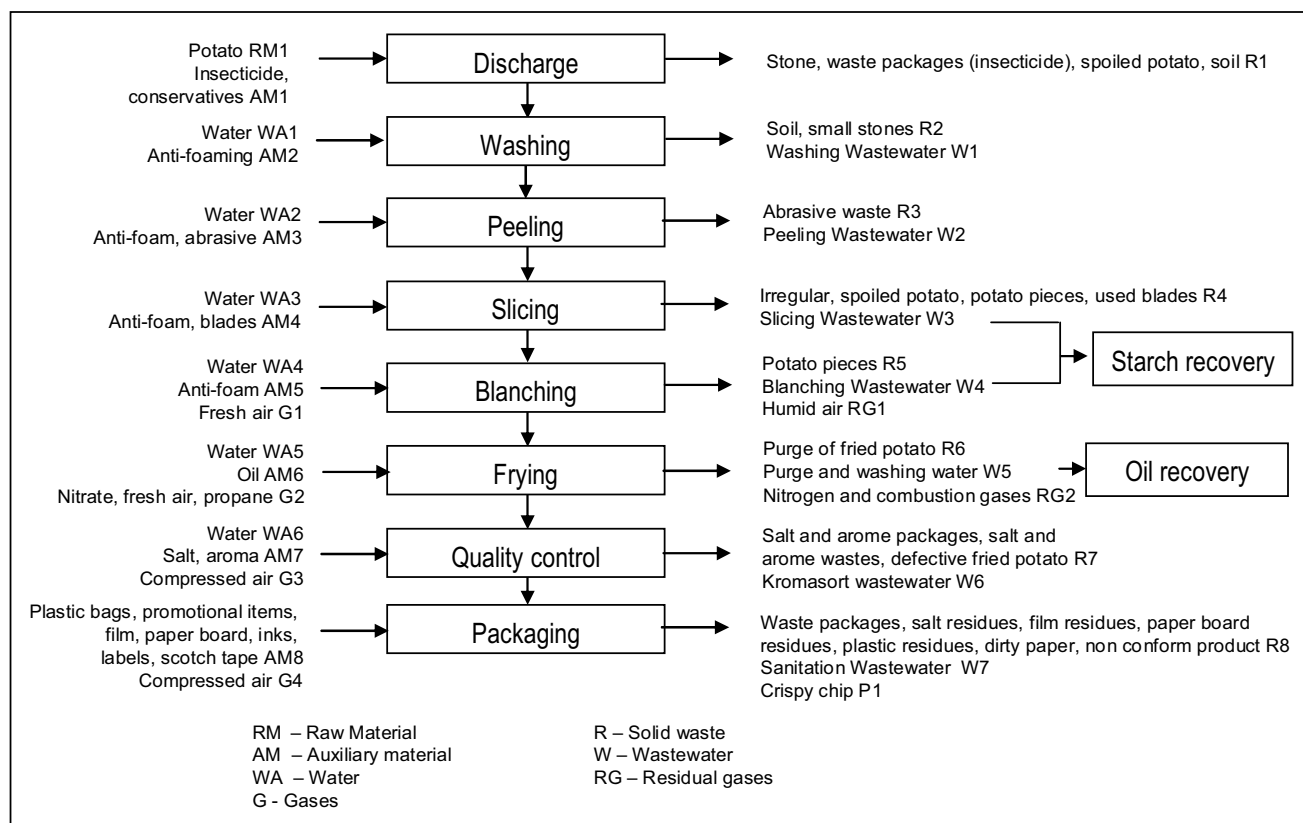 Potato RM1
Insecticide,
conservatives AM1
Discharge
Stone, waste packages (insecticide), spoiled potato, soil R1
Water WA1
Anti-foaming AM2
Washing
Soil, small stones R2
Washing Wastewater W1
Water WA2
Anti-foam, abrasive AM3
Peeling
Abrasive waste R3
Peeling Wastewater W2
Water WA3
Anti-foam, blades AM4
Slicing
Irregular, spoiled potato, potato pieces, used blades R4
Slicing Wastewater W3
Starch recovery
Water WA4
Anti-foam AM5
Fresh air G1
Blanching
Potato pieces R5
Blanching Wastewater W4
Humid air RG1
Water WA5
Oil AM6
Nitrate, fresh air, propane G2
Frying
Purge of fried potato R6
Purge and washing water W5
Nitrogen and combustion gases RG2
Oil recovery
Water WA6
Salt, aroma AM7
Compressed air G3
Quality control
Salt and arome packages, salt and
arome wastes, defective fried potato R7
Kromasort wastewater W6
Plastic bags, promotional items,
film, paper board, inks,
labels, scotch tape AM8
Compressed air G4
Packaging
Waste packages, salt residues, film residues, paper board
residues, plastic residues, dirty paper, non conform product R8
Sanitation Wastewater W7
Crispy chip P1
RM – Raw Material
AM – Auxiliary material
WA – Water
G - Gases
R – Solid waste
W – Wastewater
RG – Residual gases